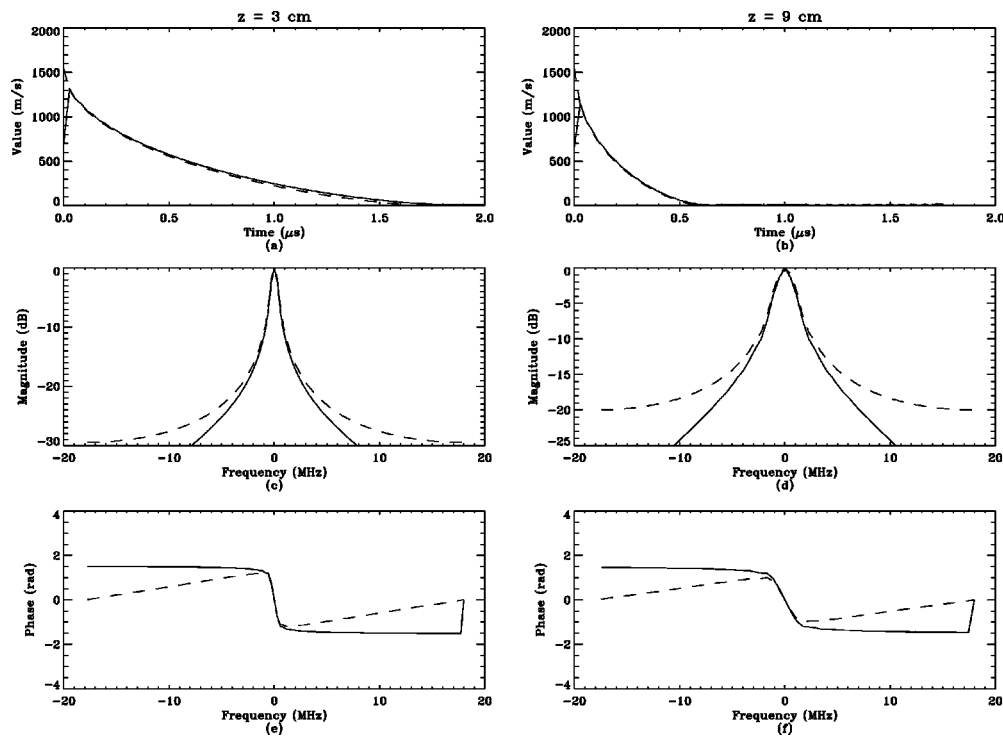 z = 3 cm
2000
1500
1000
500
0
Value (m/s)
0.0 0.5 1.0 1.5 2.0
Time (μs)
(a)
z = 9 cm
2000
1500
1000
500
0
Value (m/s)
0.0 0.5 1.0 1.5 2.0
Time (μs)
(b)
0
−10
−20
−30
Magnitude (dB)
−20 −10 0 10 20
Frequency (MHz)
(c)
0
−5
−10
−15
−20
−25
Magnitude (dB)
−20 −10 0 10 20
Frequency (MHz)
(d)
4
2
0
−2
−4
Phase (rad)
−20 −10 0 10 20
Frequency (MHz)
(e)
4
2
0
−2
−4
Phase (rad)
−20 −10 0 10 20
Frequency (MHz)
(f)